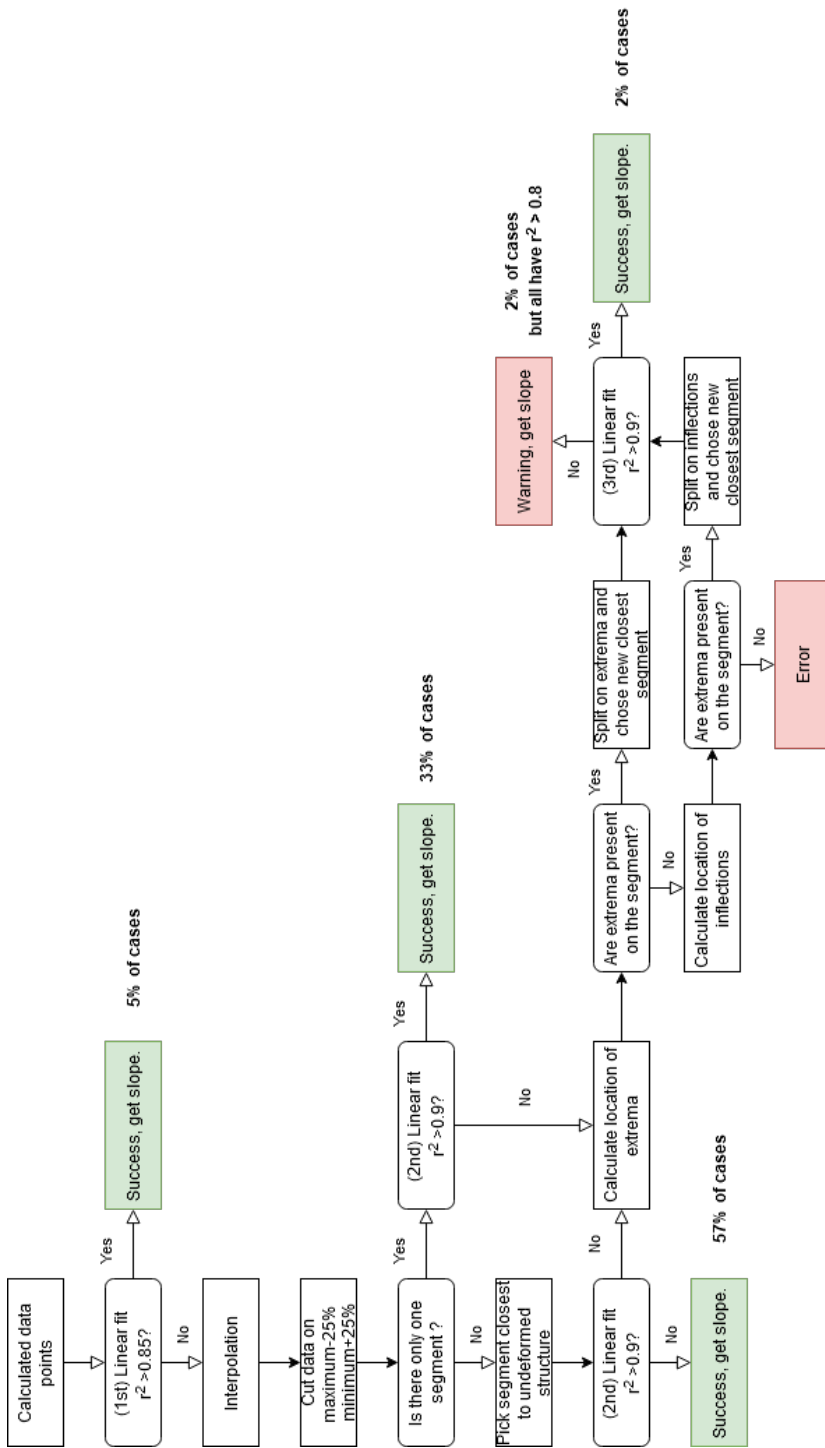 Calculated data
points
(1st) Linear fit
r² >0.85?
Yes
Success, get slope.
5% of cases
No
Interpolation
Cut data on
maximum-25%
minimum+25%
Is there only one
segment ?
Yes
(2nd) Linear fit
r² >0.9?
Yes
Success, get slope.
33% of cases
No
No
Pick segment closest
to undeformed
structure
(2nd) Linear fit
r² >0.9?
No
No
Success, get slope.
57% of cases
Calculate location of
extrema
Are extrema present
on the segment?
Yes
Split on extrema and
chose new closest
segment
No
Calculate location of
inflections
Are extrema present
on the segment?
No
Error
Yes
Split on inflections
and chose new
closest segment
(3rd) Linear fit
r² >0.9?
No
Warning, get slope
2% of cases
but all have r² > 0.8
Yes
Success, get slope.
2% of cases